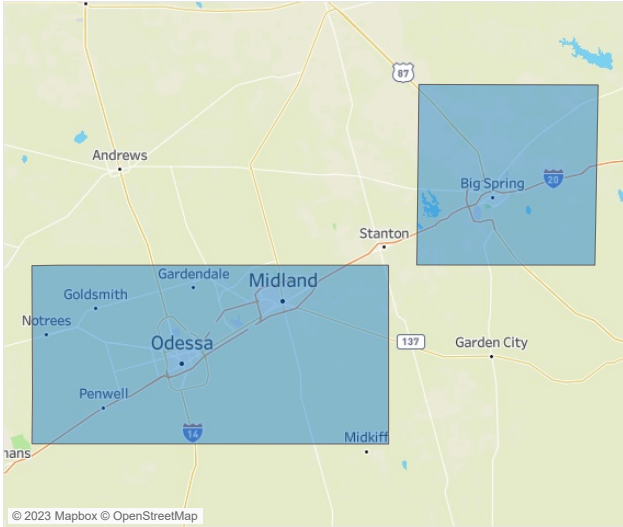 87
Andrews
Big Spring
20
Stanton
Gardendale
Midland
Goldsmith
Notrees
Odessa
137
Garden City
Penwell
14
Midkiff
nans
© 2023 Mapbox © OpenStreetMap